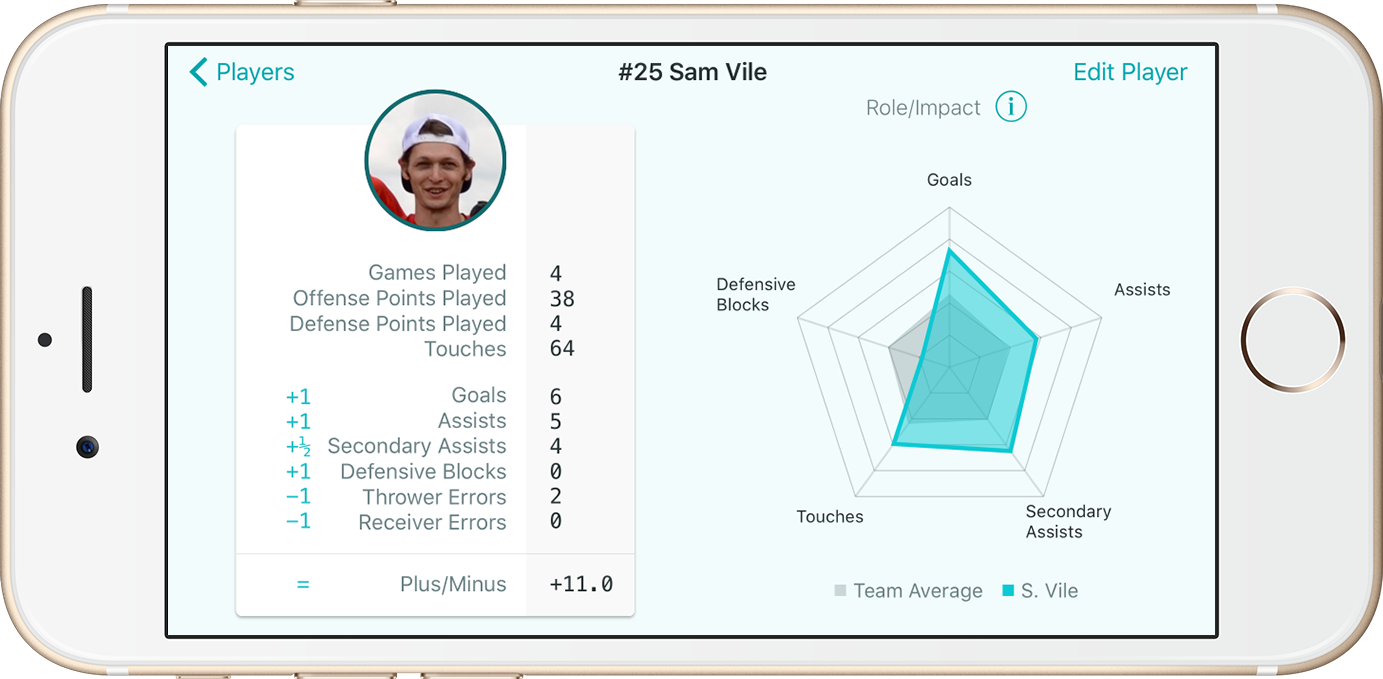 Players
#25 Sam Vile
Edit Player
Role/Impact i
Games Played 4
Offense Points Played 38
Defense Points Played 4
Touches 64
+1 Goals 6
+1 Assists 5
+½ Secondary Assists 4
+1 Defensive Blocks 0
−1 Thrower Errors 2
−1 Receiver Errors 0
= Plus/Minus +11.0
Goals
Assists
Secondary
Assists
Touches
Defensive
Blocks
Team Average
S. Vile